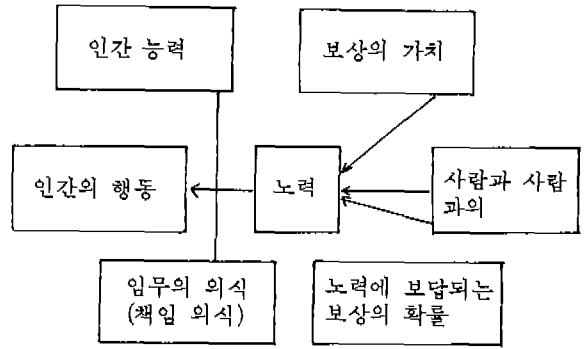 인간 능력
보상의 가치
인간의 행동
노력
사람과 사람
과의
임무의 의식
(책임 의식)
노력에 보답되는
보상의 확률